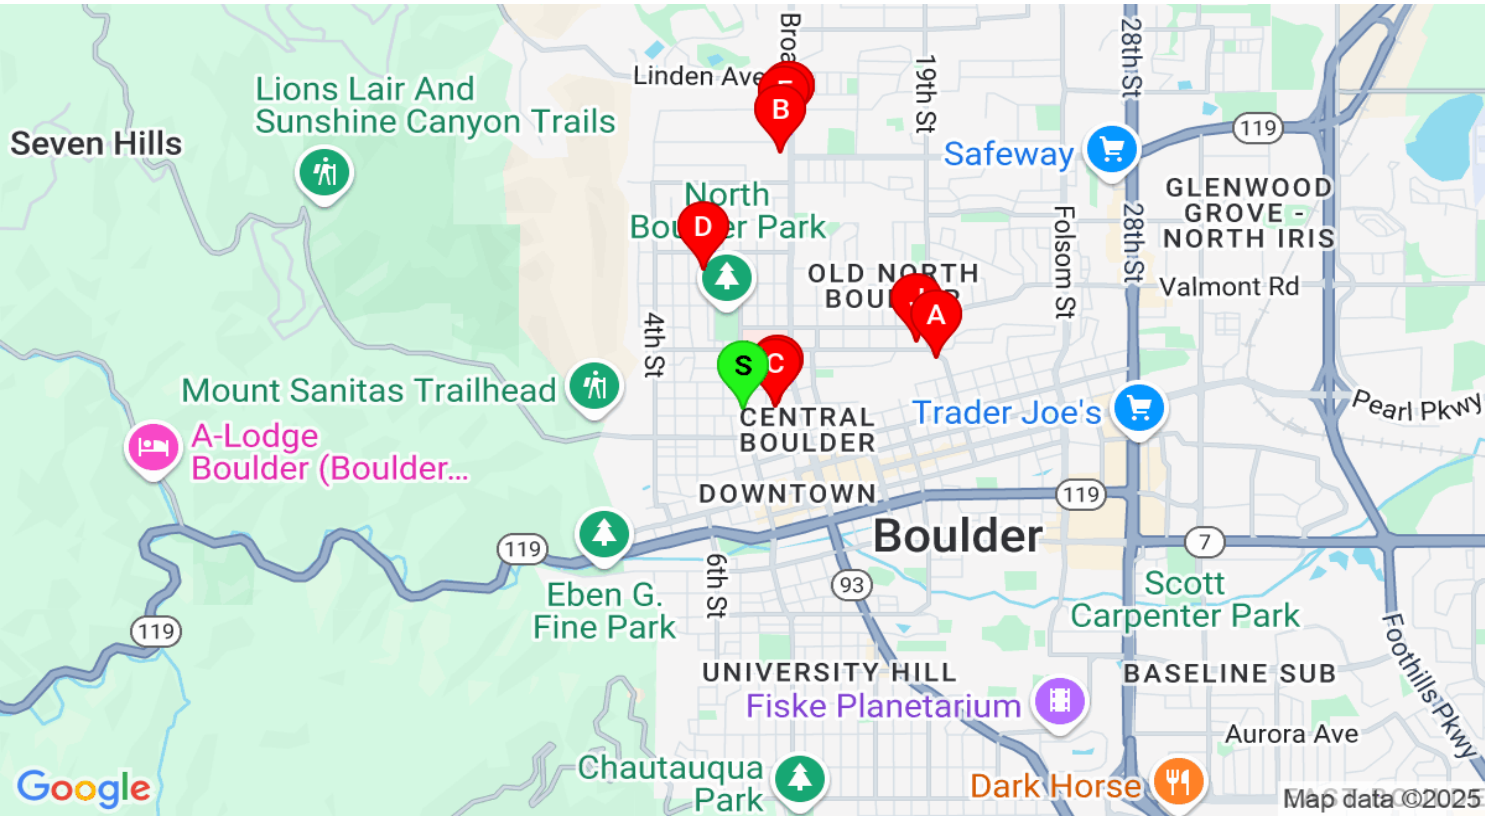 Broa
28th St
Linden Ave
19th St
Lions Lair And
Sunshine Canyon Trails
B
119
Seven Hills
Safeway
GLENWOOD
GROVE -
NORTH IRIS
North
Bou er Park
D
Folsom St
28th St
OLD NORTH
BOU
Valmont Rd
A
4th St
S
C
Mount Sanitas Trailhead
CENTRAL
BOULDER
Trader Joe's
Pearl Pkwy
A-Lodge
Boulder (Boulder...
DOWNTOWN
119
Boulder
119
7
6th St
93
Eben G.
Fine Park
Scott
Carpenter Park
119
Foothills Pkwy
UNIVERSITY HILL
BASELINE SUB
Fiske Planetarium
Aurora Ave
Chautauqua
Park
Dark Horse
Google
Map data ©2025